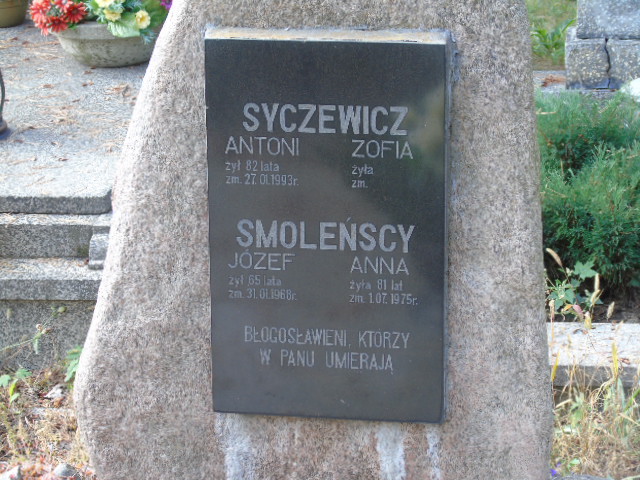 SYCZEWICZ
ANTONI ZOFIA
żył 82 lata żyła
zm. 27.01.1993r. zm.
SMOLEŃSCY
JÓZEF ANNA
żył 65 lata żyła 81 lat
zm. 31.01.1968r. zm. 1.07.1975r.
BŁOGOSŁAWIENI, KTÓRZY
W PANU UMIERAJĄ